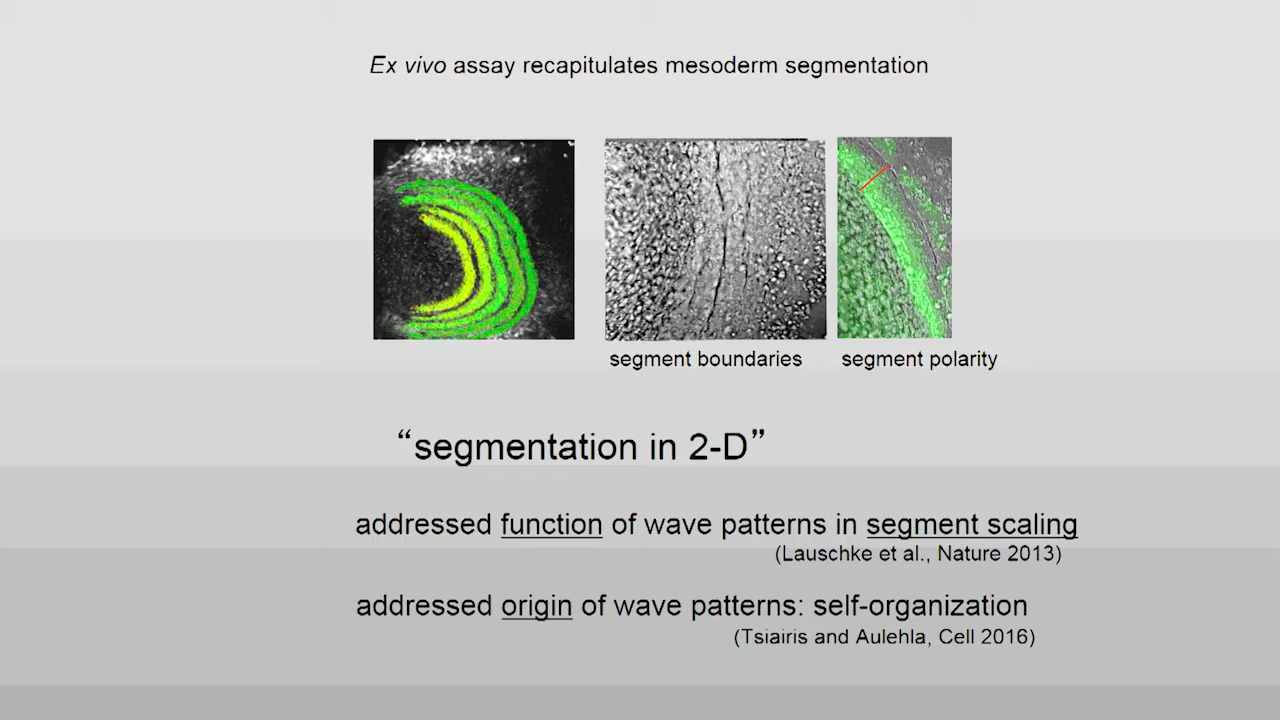 Ex vivo assay recapitulates mesoderm segmentation
segment boundaries
segment polarity
“segmentation in 2-D”
addressed function of wave patterns in segment scaling
(Lauschke et al., Nature 2013)
addressed origin of wave patterns: self-organization
(Tsiairis and Aulehla, Cell 2016)